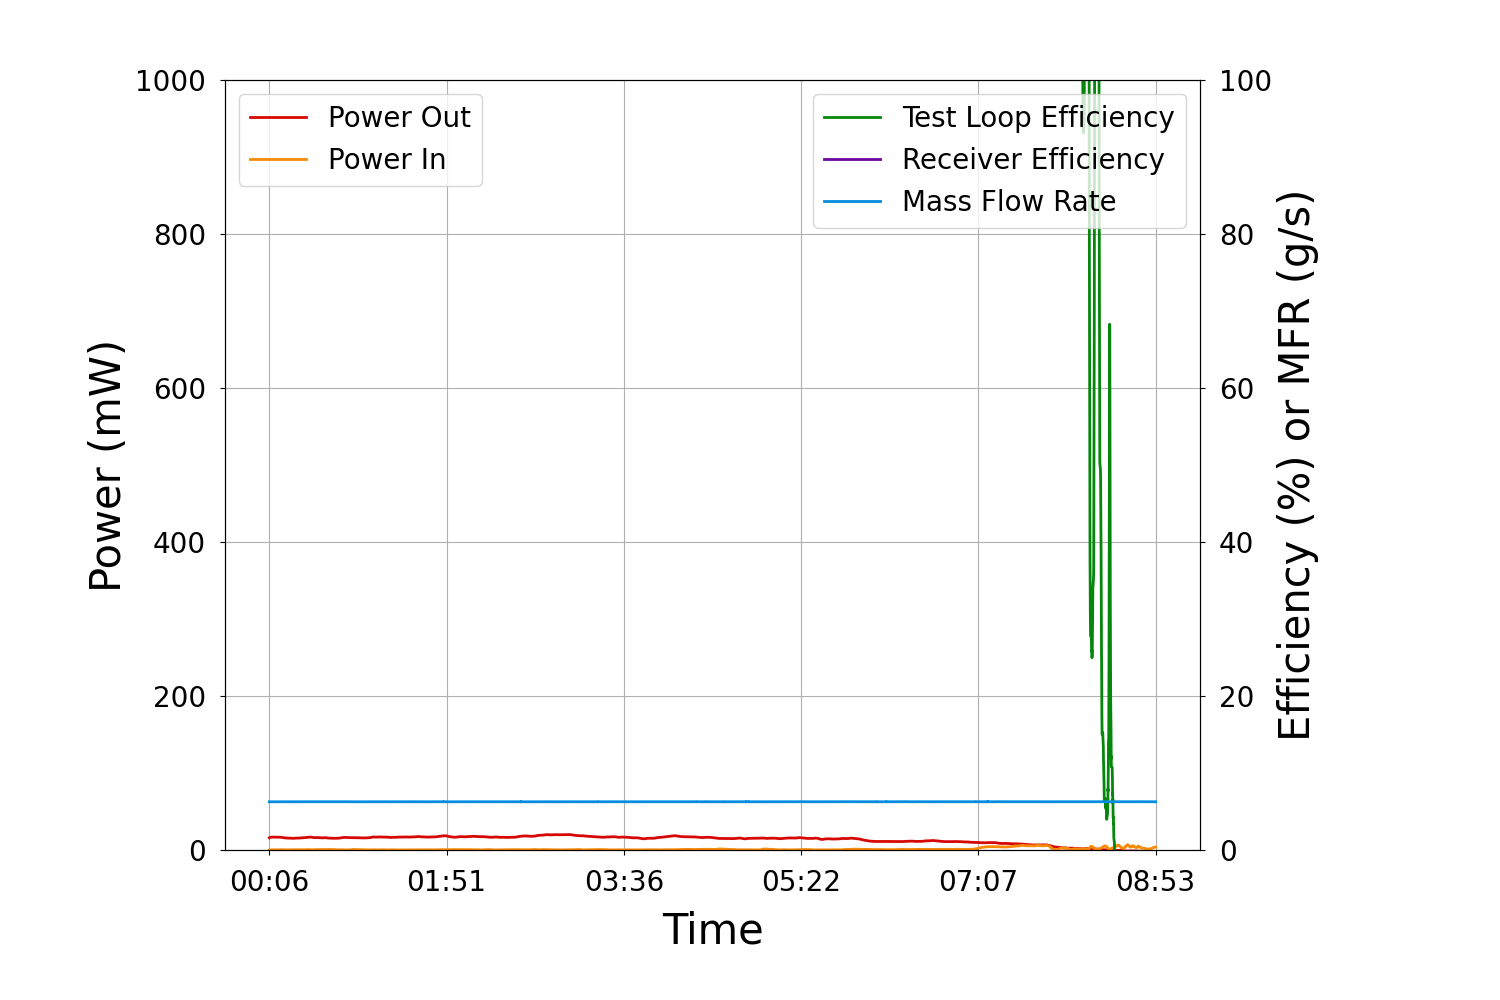 Power Out
Power In
Test Loop Efficiency
Receiver Efficiency
Mass Flow Rate
1000
800
600
400
200
0
Power (mW)
100
80
60
40
20
0
Efficiency (%) or MFR (g/s)
00:06 01:51 03:36 05:22 07:07 08:53
Time